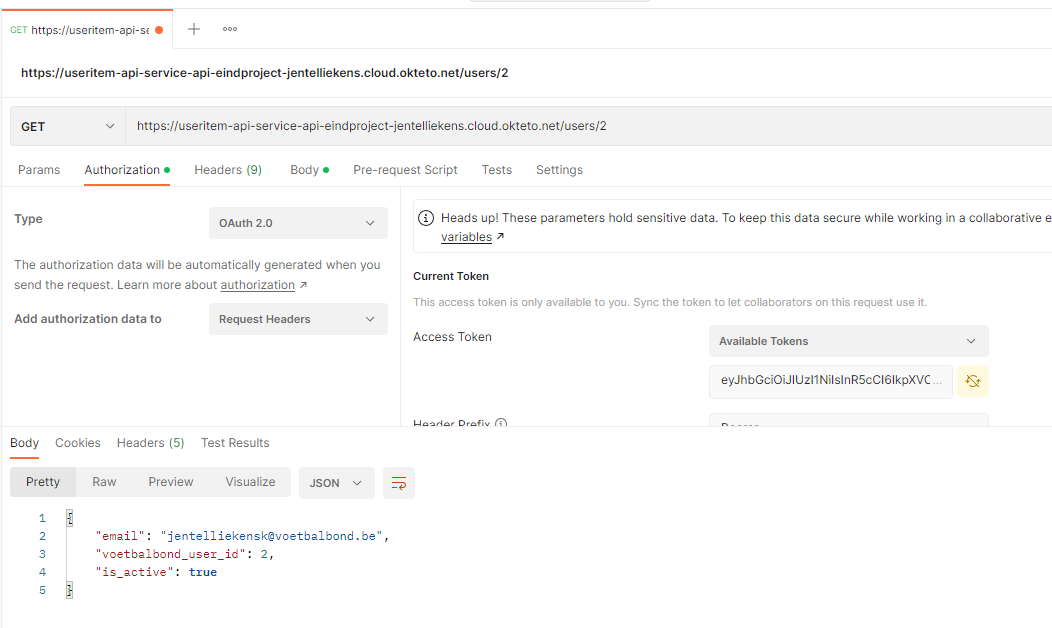 GET https://useritem-api-se
https://useritem-api-service-api-eindproject-jentelliekens.cloud.okteto.net/users/2
GET https://useritem-api-service-api-eindproject-jentelliekens.cloud.okteto.net/users/2
Params Authorization Headers (9) Body Pre-request Script Tests Settings
Type OAuth 2.0
The authorization data will be automatically generated when you
send the request. Learn more about authorization ↗
Add authorization data to Request Headers
Heads up! These parameters hold sensitive data. To keep this data secure while working in a collaborative e
variables ↗
Current Token
This access token is only available to you. Sync the token to let collaborators on this request use it.
Access Token Available Tokens
eyJhbGciOiJIUzI1NiIsInR5cCI6IkpXVC...
Header Prefix Bearer
Body Cookies Headers (5) Test Results
Pretty Raw Preview Visualize JSON
1 {
2 "email": "jentelliekensk@voetbalbond.be",
3 "voetbalbond_user_id": 2,
4 "is_active": true
5 }